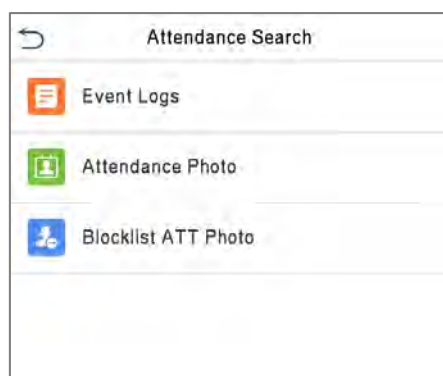 Attendance Search
Event Logs
Attendance Photo
Blocklist ATT Photo